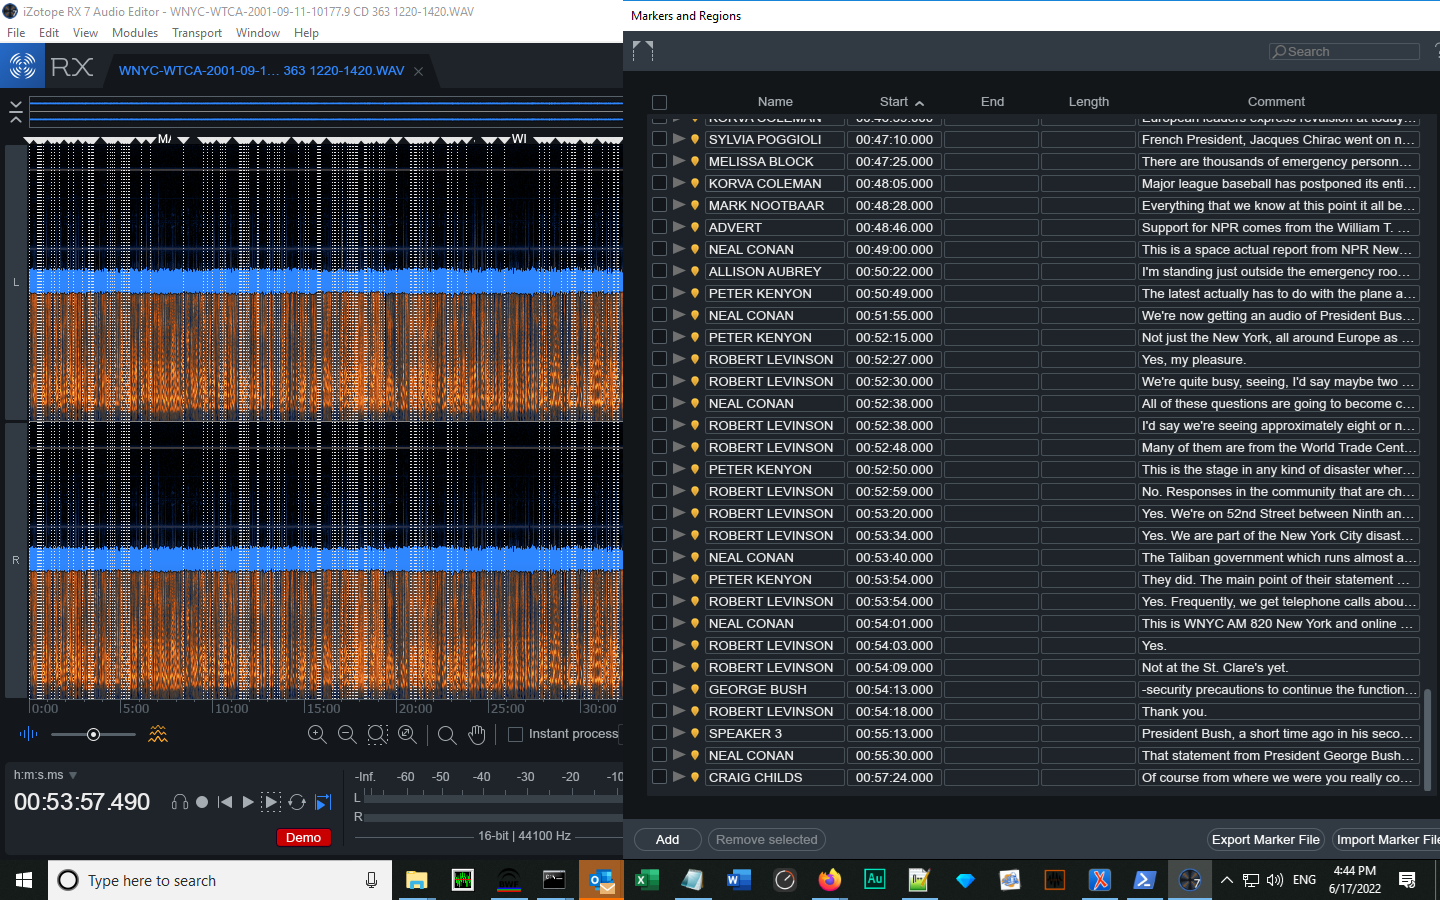 iZotope RX 7 Audio Editor - WNYC-WTCA-2001-09-11-10177.9 CD 363 1220-1420.WAV
File Edit View Modules Transport Window Help
RX WNYC-WTCA-2001-09-1... 363 1220-1420.WAV
WI
L
R
0:00 5:00 10:00 15:00 20:00 25:00 30:00
Instant process
h:m:s.ms
-Inf. -60 -50 -40 -30 -20 -10
00:53:57.490
L
R
Demo
16-bit | 44100 Hz
Markers and Regions
Search
Name Start End Length Comment
KORVA COLEMAN European leaders express revulsion at today...
SYLVIA POGGIOLI 00:47:10.000 French President, Jacques Chirac went on n...
MELISSA BLOCK 00:47:25.000 There are thousands of emergency personn...
KORVA COLEMAN 00:48:05.000 Major league baseball has postponed its enti...
MARK NOOTBAAR 00:48:28.000 Everything that we know at this point it all be...
ADVERT 00:48:46.000 Support for NPR comes from the William T. ...
NEAL CONAN 00:49:00.000 This is a space actual report from NPR New...
ALLISON AUBREY 00:50:22.000 I'm standing just outside the emergency roo...
PETER KENYON 00:50:49.000 The latest actually has to do with the plane a...
NEAL CONAN 00:51:55.000 We're now getting an audio of President Bus...
PETER KENYON 00:52:15.000 Not just the New York, all around Europe as ...
ROBERT LEVINSON 00:52:27.000 Yes, my pleasure.
ROBERT LEVINSON 00:52:30.000 We're quite busy, seeing, I'd say maybe two ...
NEAL CONAN 00:52:38.000 All of these questions are going to become c...
ROBERT LEVINSON 00:52:38.000 I'd say we're seeing approximately eight or n...
ROBERT LEVINSON 00:52:48.000 Many of them are from the World Trade Cent...
PETER KENYON 00:52:50.000 This is the stage in any kind of disaster wher...
ROBERT LEVINSON 00:52:59.000 No. Responses in the community that are ch...
ROBERT LEVINSON 00:53:20.000 Yes. We're on 52nd Street between Ninth an...
ROBERT LEVINSON 00:53:34.000 Yes. We are part of the New York City disast...
NEAL CONAN 00:53:40.000 The Taliban government which runs almost a...
PETER KENYON 00:53:54.000 They did. The main point of their statement ...
ROBERT LEVINSON 00:53:54.000 Yes. Frequently, we get telephone calls abou...
NEAL CONAN 00:54:01.000 This is WNYC AM 820 New York and online ...
ROBERT LEVINSON 00:54:03.000 Yes.
ROBERT LEVINSON 00:54:09.000 Not at the St. Clare's yet.
GEORGE BUSH 00:54:13.000 -security precautions to continue the function...
ROBERT LEVINSON 00:54:18.000 Thank you.
SPEAKER 3 00:55:13.000 President Bush, a short time ago in his seco...
NEAL CONAN 00:55:30.000 That statement from President George Bush...
CRAIG CHILDS 00:57:24.000 Of course from where we were you really co...
Add Remove selected Export Marker File Import Marker File
Type here to search
ENG 4:44 PM
6/17/2022